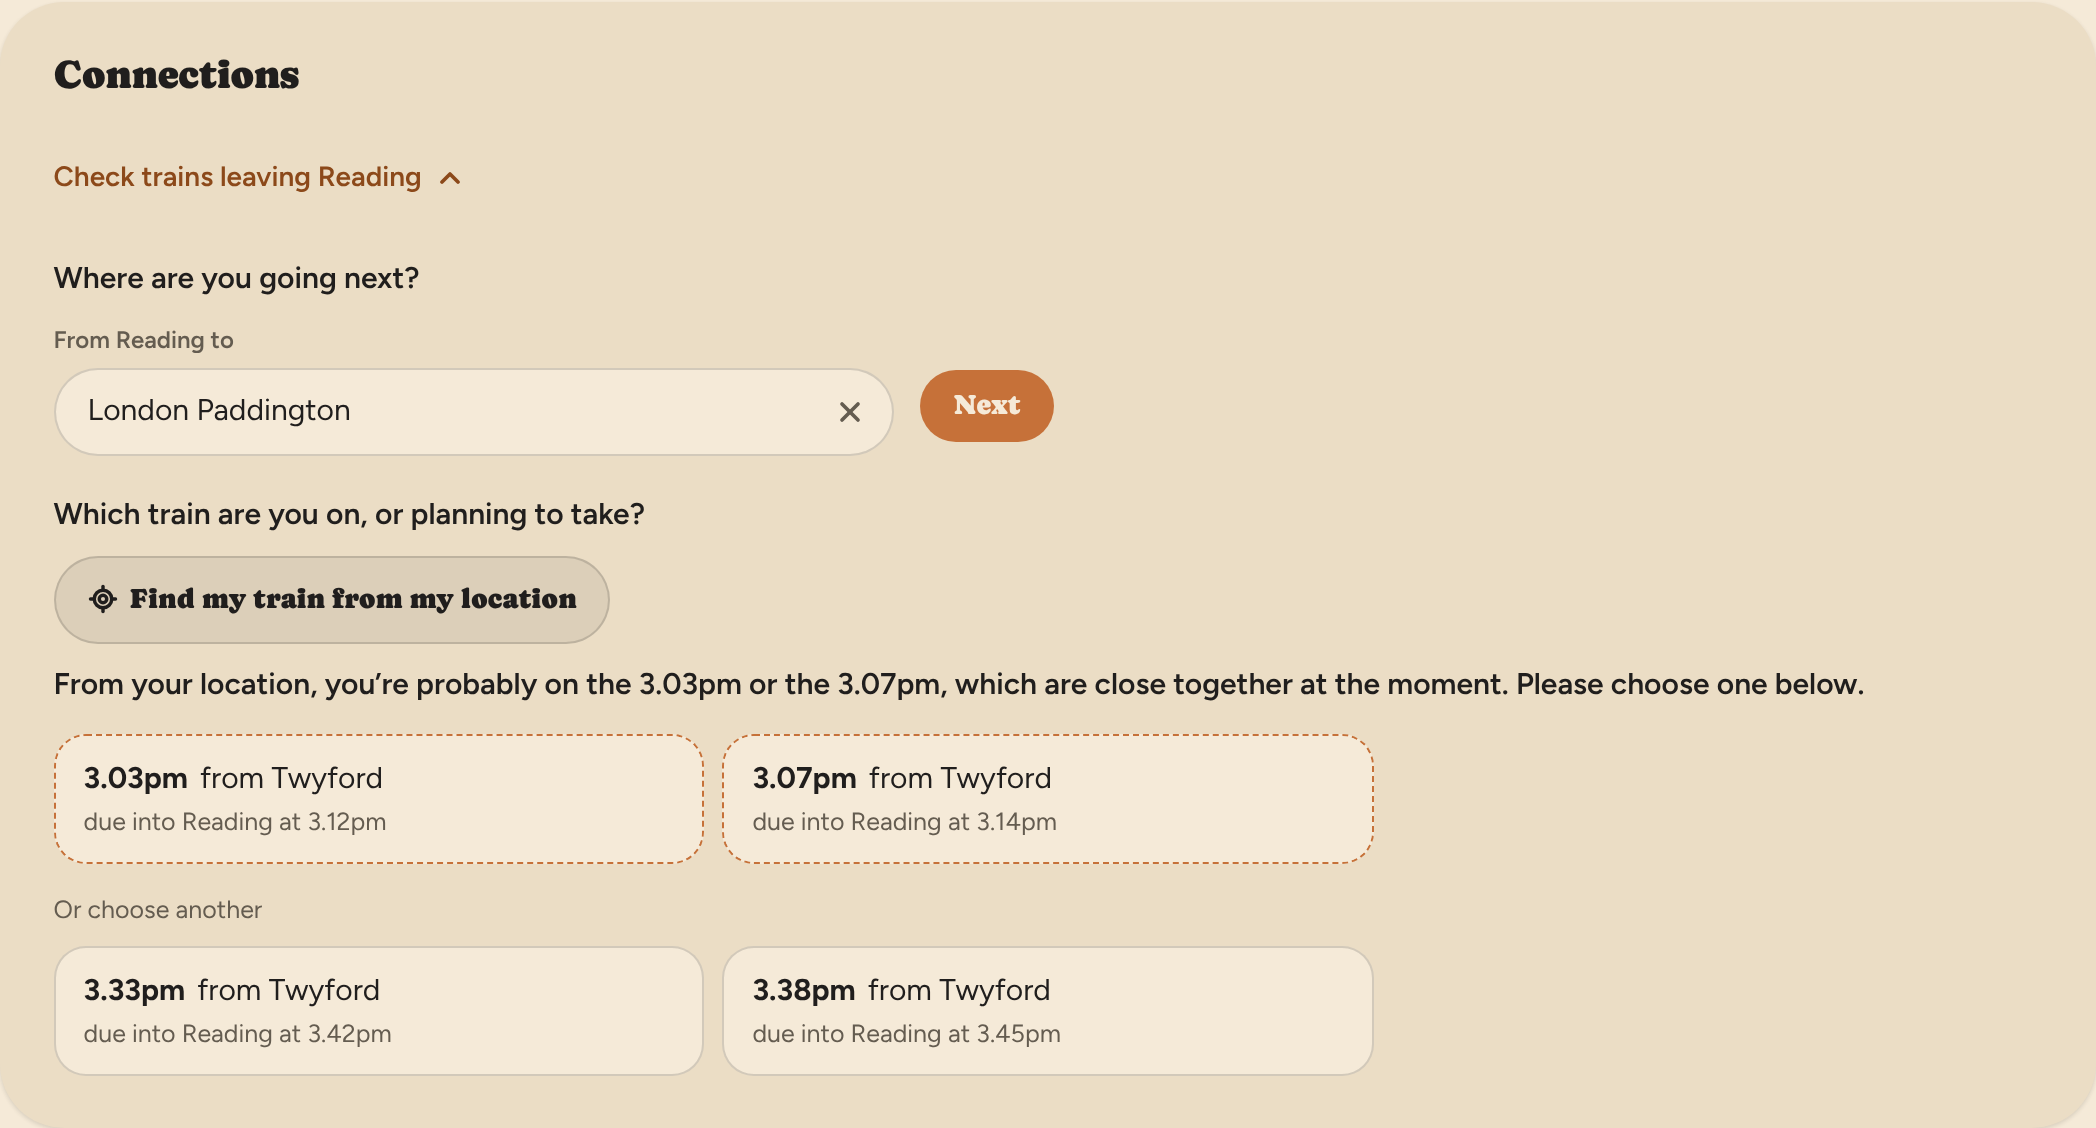 Connections
Check trains leaving Reading
Where are you going next?
From Reading to
London Paddington
Next
Which train are you on, or planning to take?
Find my train from my location
From your location, you’re probably on the 3.03pm or the 3.07pm, which are close together at the moment. Please choose one below.
3.03pm from Twyford
due into Reading at 3.12pm
3.07pm from Twyford
due into Reading at 3.14pm
Or choose another
3.33pm from Twyford
due into Reading at 3.42pm
3.38pm from Twyford
due into Reading at 3.45pm